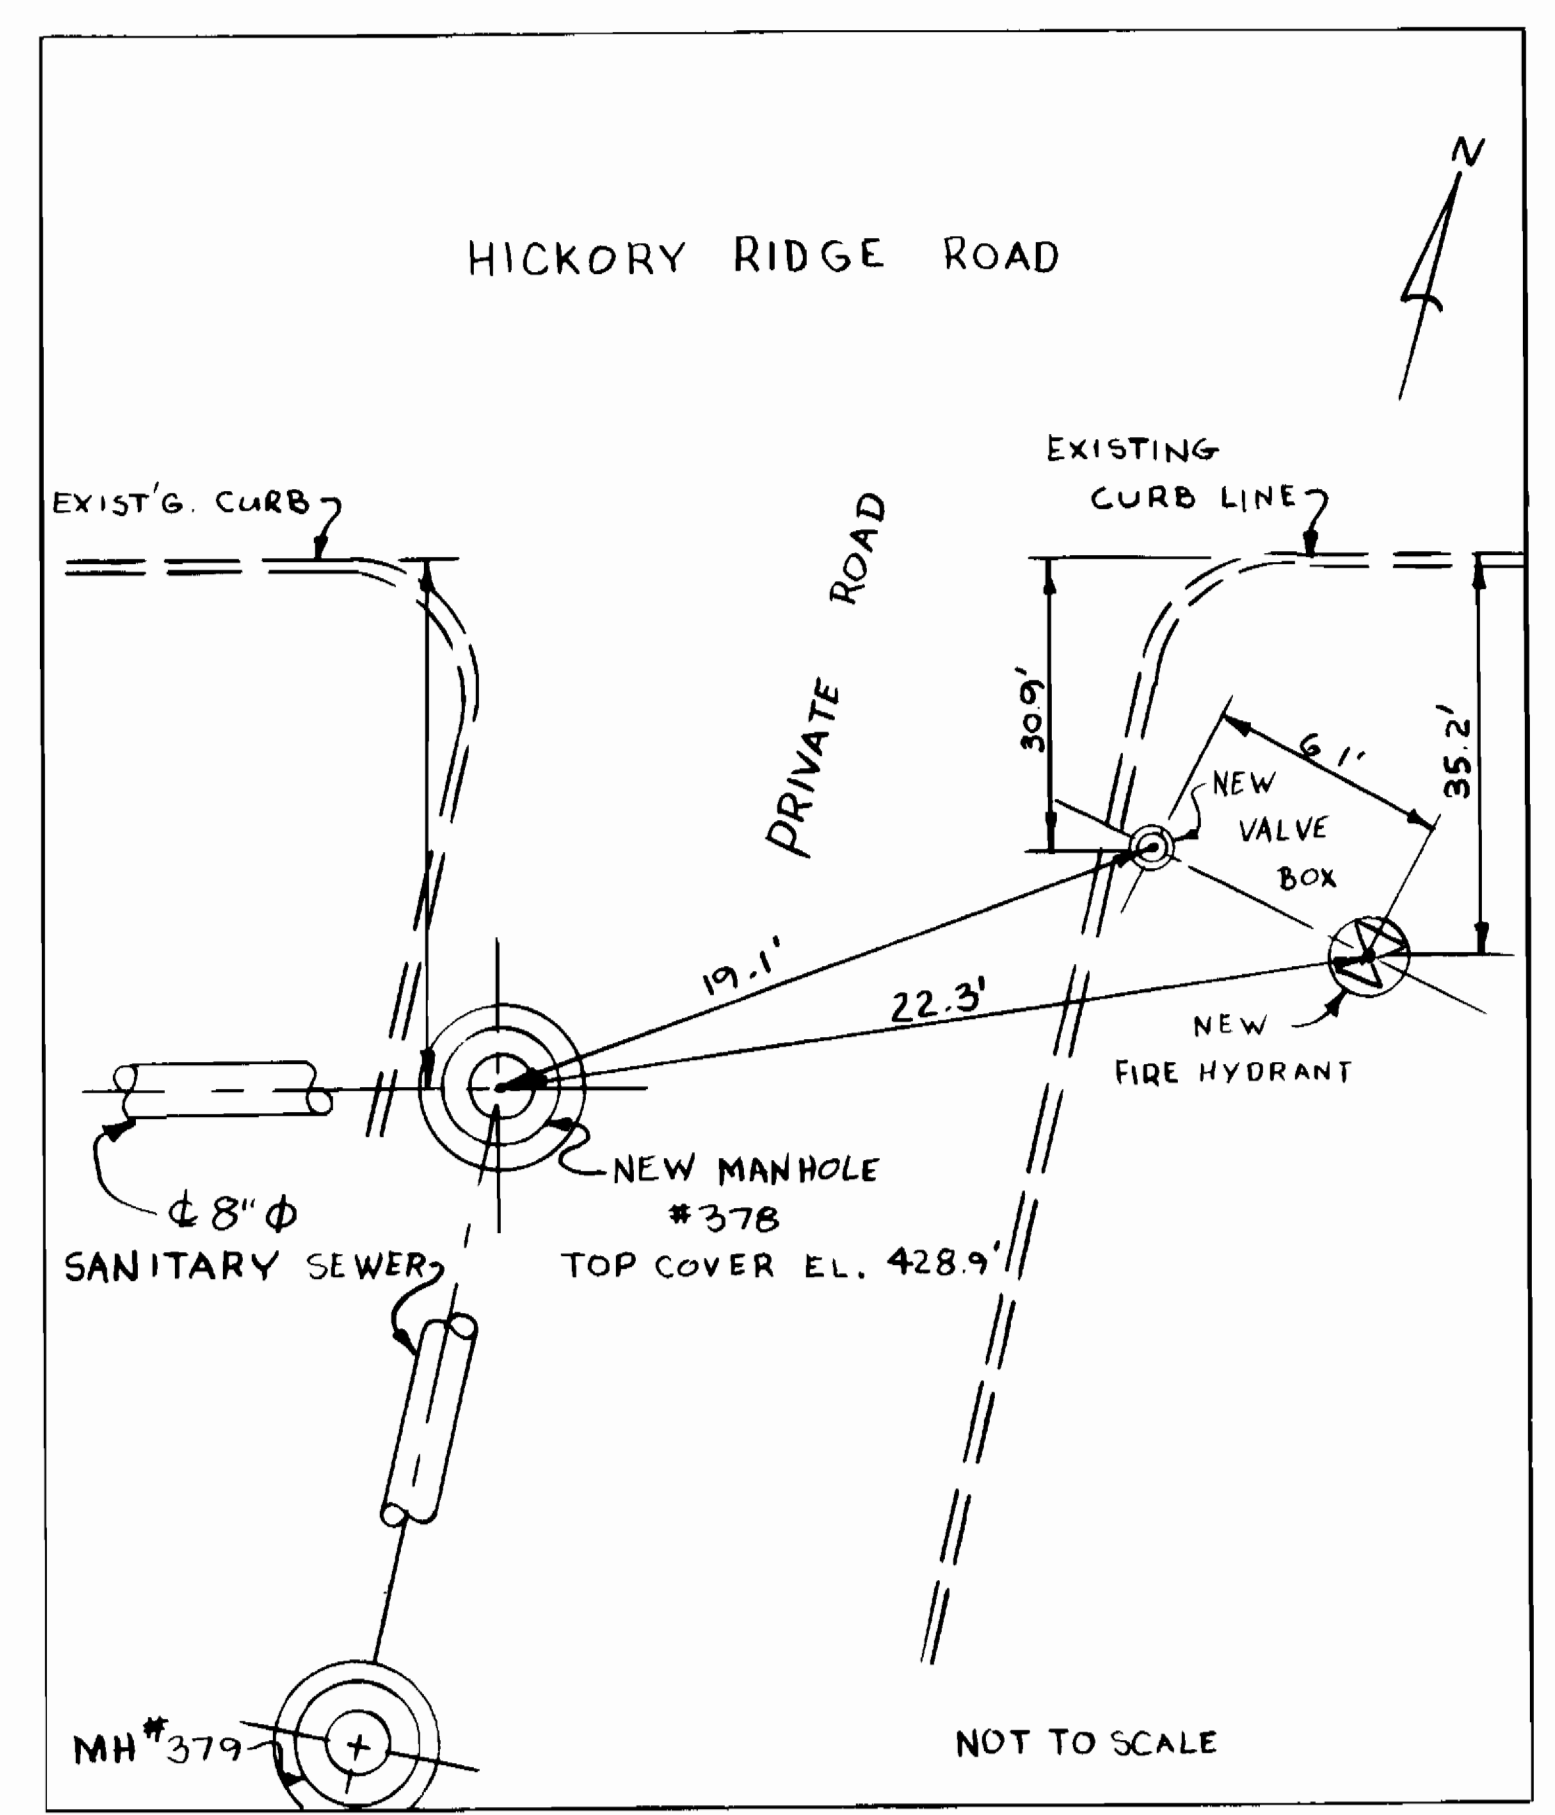 N
HICKORY RIDGE ROAD
EXISTING
CURB LINE
EXIST'G. CURB
PRIVATE ROAD
30.9'
6.1'
35.2'
NEW
VALVE
BOX
19.1'
22.3'
NEW
FIRE HYDRANT
NEW MANHOLE
#378
TOP COVER EL. 428.9'
℄ 8"Φ
SANITARY SEWER
MH #379
NOT TO SCALE